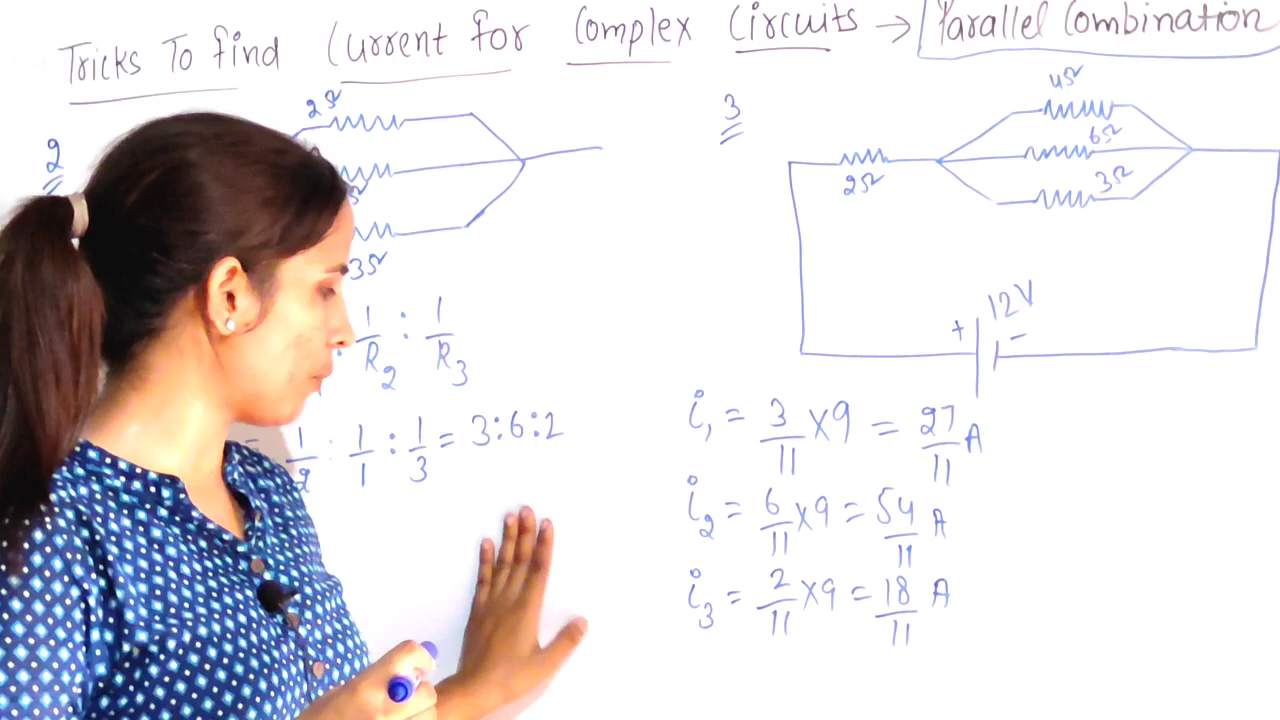 Tricks To find Current for Complex Circuits → Parallel Combination
2
2Ω
3Ω
1/R2 : 1/R3
= 1/2 : 1/1 : 1/3 = 3:6:2
3
4Ω
6Ω
3Ω
2Ω
12V
+ −
i1 = 3/11 × 9 = 27/11 A
i2 = 6/11 × 9 = 54/11 A
i3 = 2/11 × 9 = 18/11 A